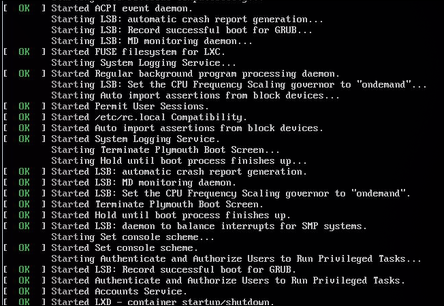 [  OK  ] Started ACPI event daemon.
Starting LSB: automatic crash report generation...
Starting LSB: Record successful boot for GRUB...
Starting LSB: MD monitoring daemon...
[  OK  ] Started FUSE filesystem for LXC.
Starting System Logging Service...
[  OK  ] Started Regular background program processing daemon.
Starting LSB: Set the CPU Frequency Scaling governor to "ondemand"...
Starting Auto import assertions from block devices...
[  OK  ] Started Permit User Sessions.
[  OK  ] Started /etc/rc.local Compatibility.
[  OK  ] Started Auto import assertions from block devices.
[  OK  ] Started System Logging Service.
Starting Terminate Plymouth Boot Screen...
Starting Hold until boot process finishes up...
[  OK  ] Started LSB: automatic crash report generation.
[  OK  ] Started LSB: MD monitoring daemon.
[  OK  ] Started LSB: Set the CPU Frequency Scaling governor to "ondemand".
[  OK  ] Started Terminate Plymouth Boot Screen.
[  OK  ] Started Hold until boot process finishes up.
[  OK  ] Started LSB: daemon to balance interrupts for SMP systems.
Starting Set console scheme...
[  OK  ] Started Set console scheme.
Starting Authenticate and Authorize Users to Run Privileged Tasks...
[  OK  ] Started LSB: Record successful boot for GRUB.
[  OK  ] Started Authenticate and Authorize Users to Run Privileged Tasks.
[  OK  ] Started Accounts Service.
[  OK  ] Started LXD - container startup/shutdown.